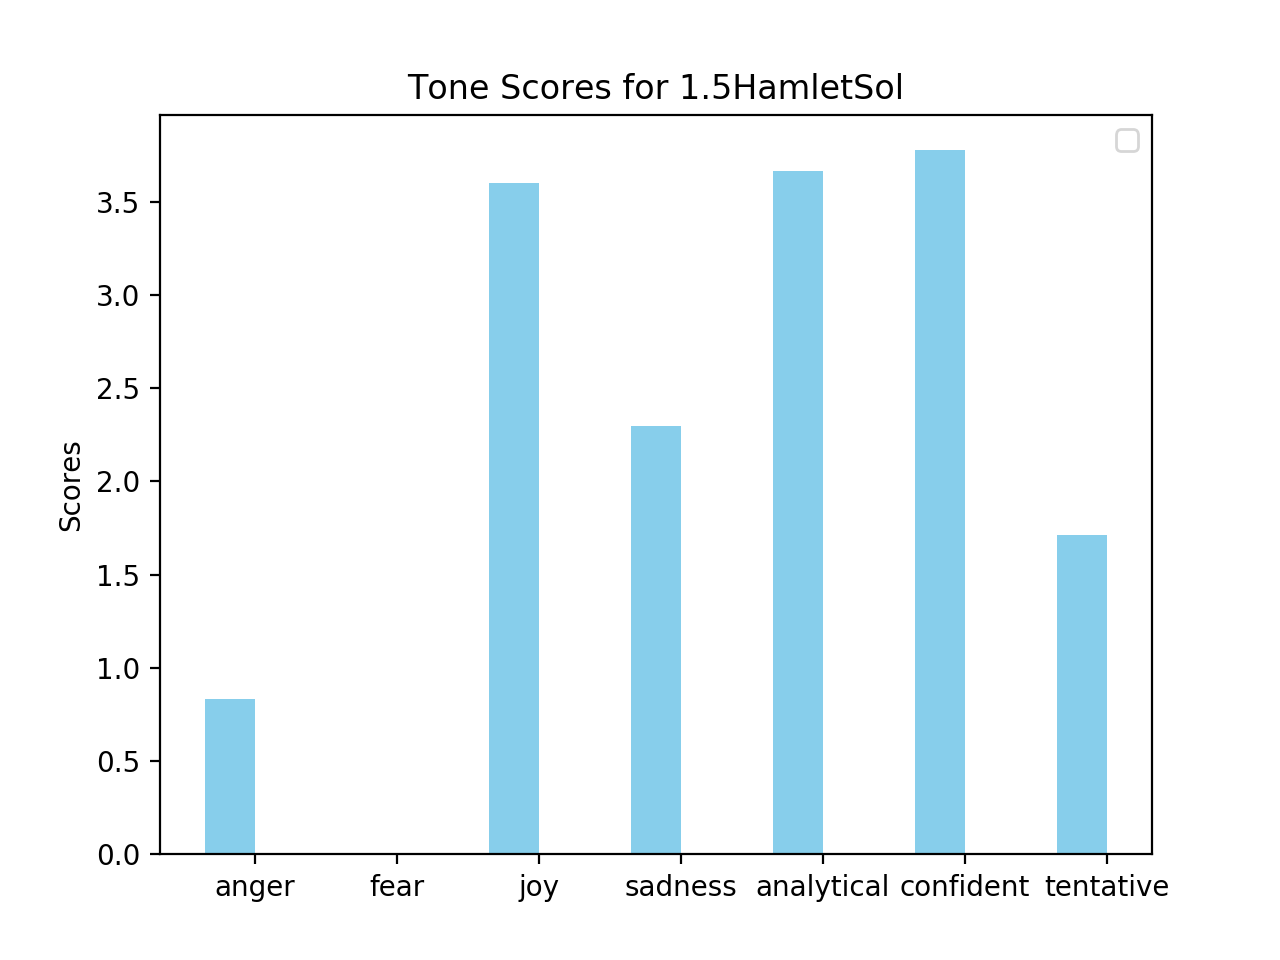 Tone Scores for 1.5HamletSol
3.5
3.0
2.5
2.0
1.5
1.0
0.5
0.0
Scores
anger fear joy sadness analytical confident tentative